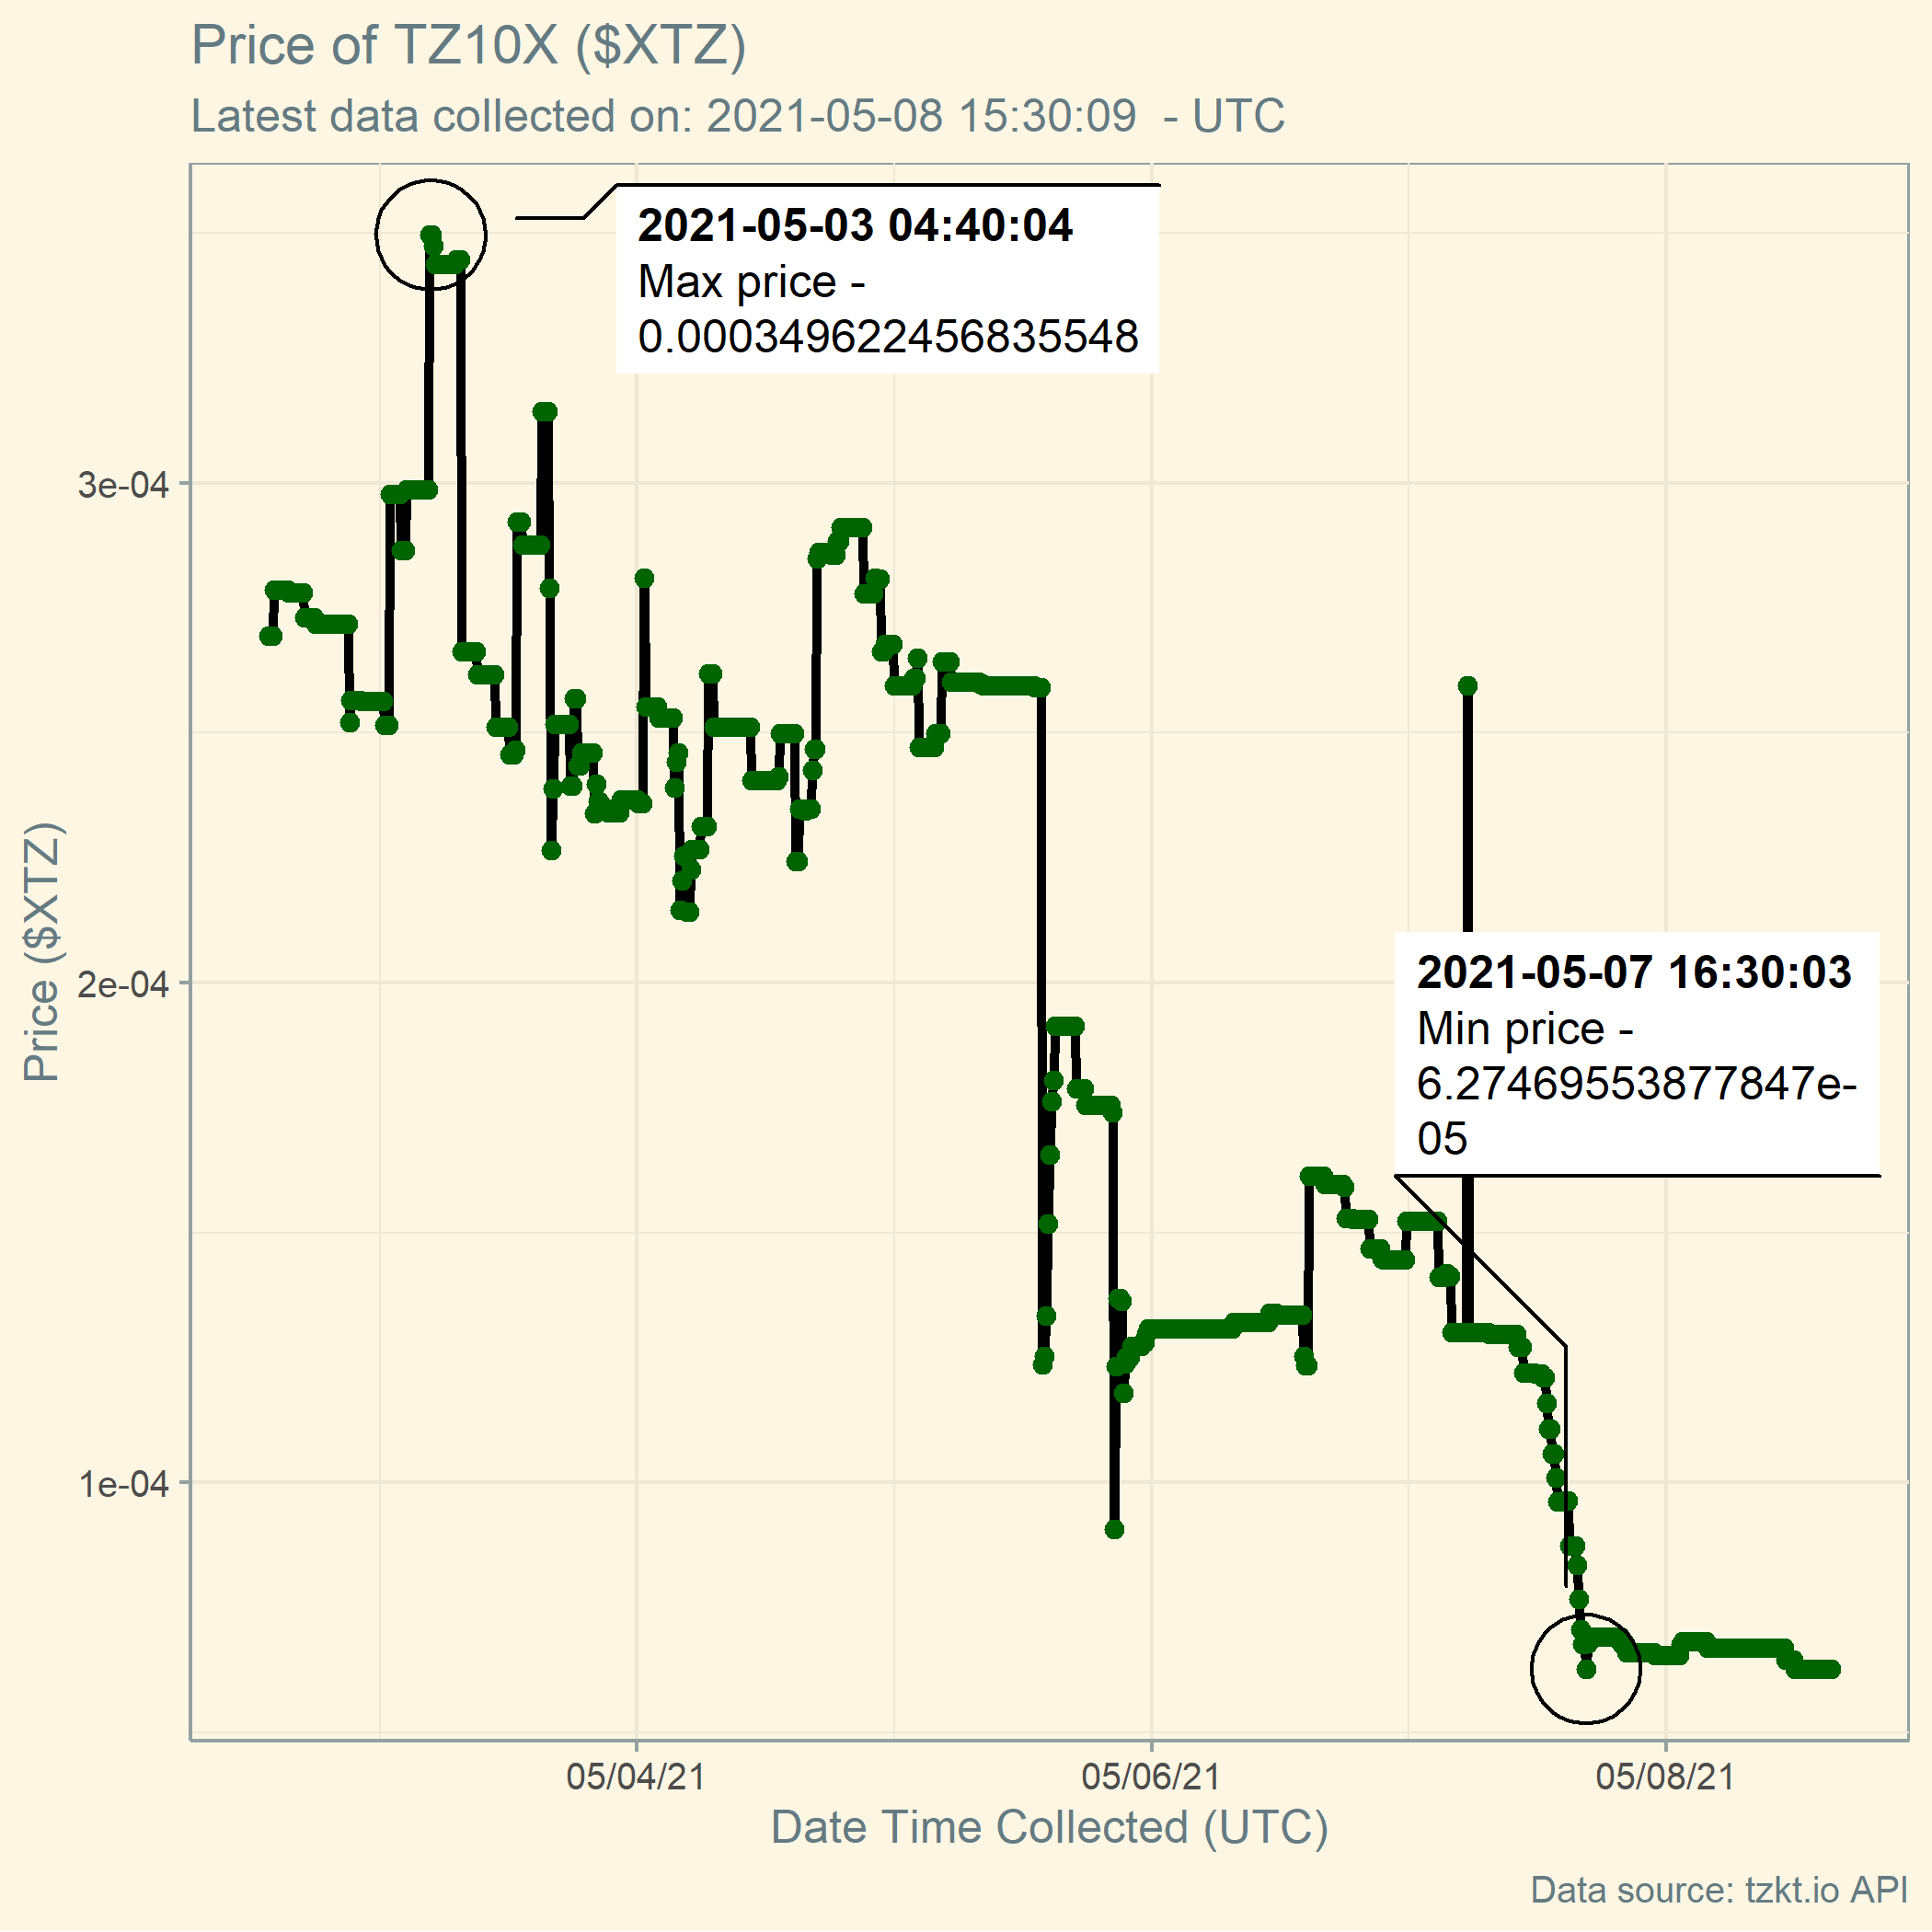 Price of TZ10X ($XTZ)
Latest data collected on: 2021-05-08 15:30:09  - UTC
2021-05-03 04:40:04
Max price -
0.000349622456835548
3e-04
2021-05-07 16:30:03
Min price -
6.27469553877847e-
05
2e-04
1e-04
Price ($XTZ)
05/04/21
05/06/21
05/08/21
Date Time Collected (UTC)
Data source: tzkt.io API